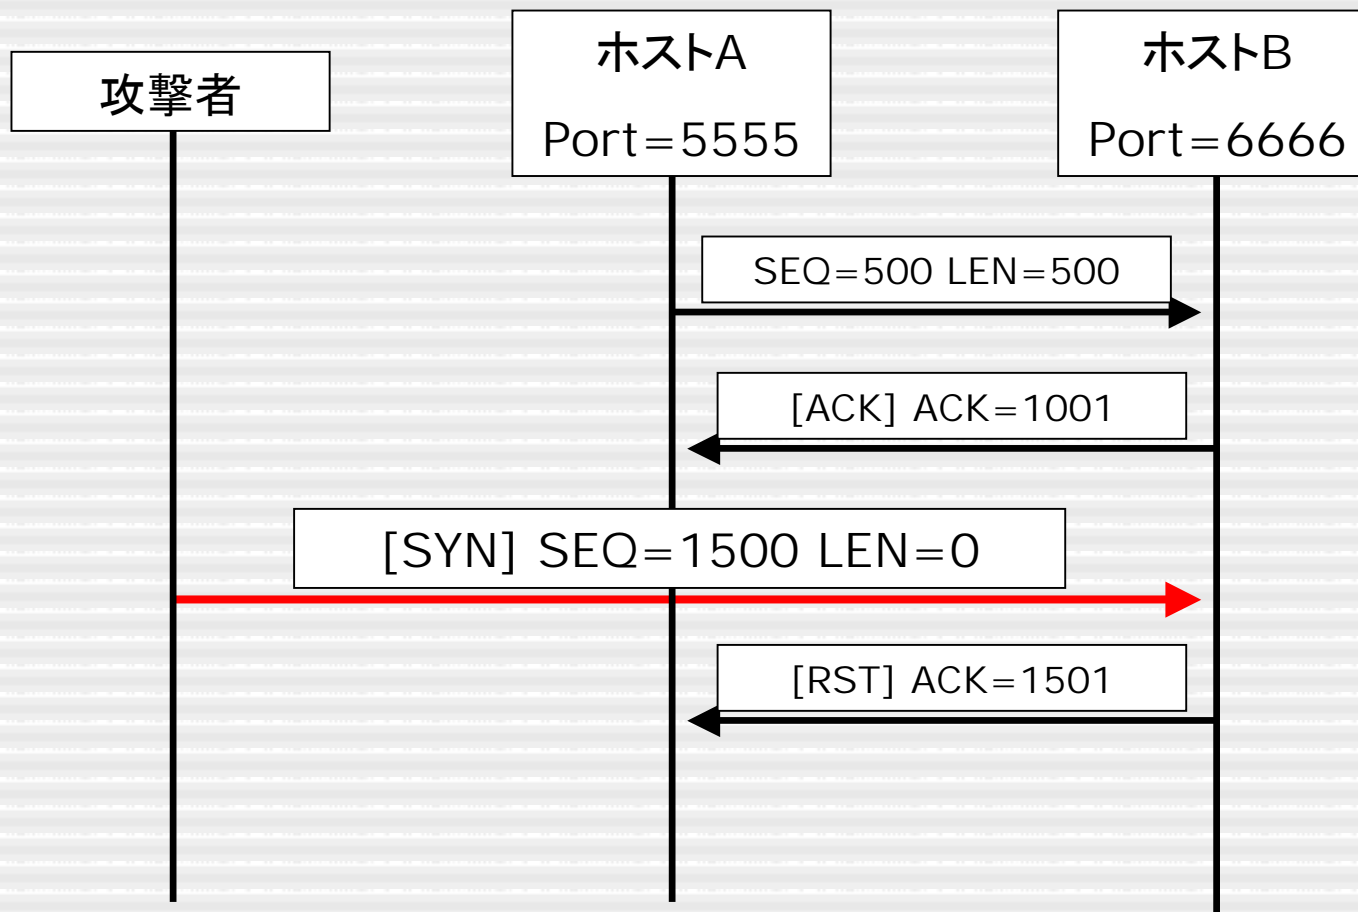 攻撃者
ホストA
Port=5555
ホストB
Port=6666
SEQ=500 LEN=500
[ACK] ACK=1001
[SYN] SEQ=1500 LEN=0
[RST] ACK=1501